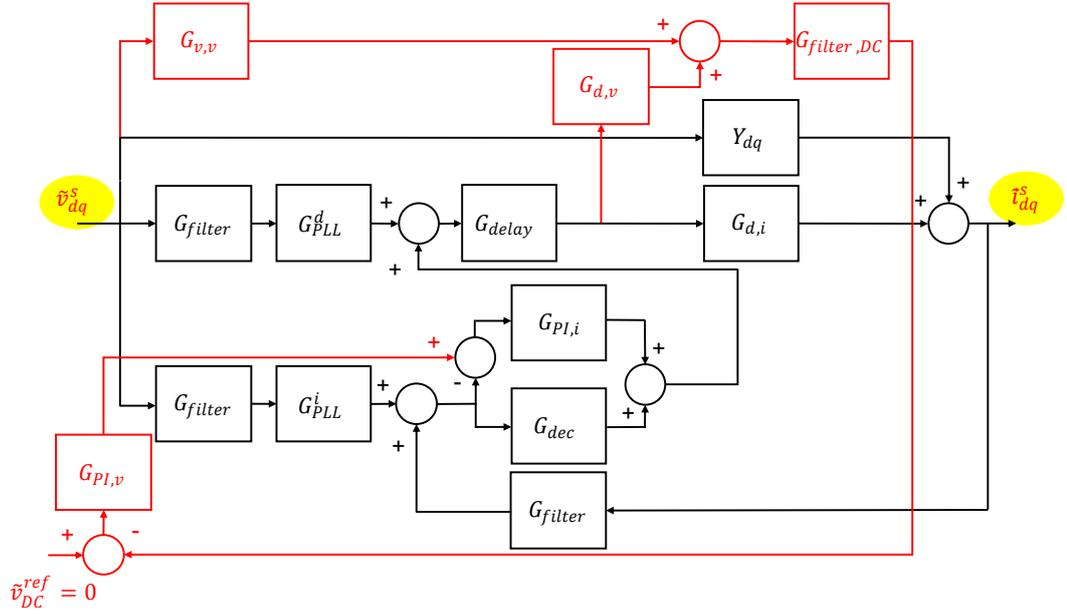 +
G_{v,v}
G_{filter,DC}
+
G_{d,v}
Y_{dq}
ṽ^s_{dq}
+
+
+
ĩ^s_{dq}
G_{filter}
G^d_{PLL}
G_{delay}
G_{d,i}
+
G_{PI,i}
+
+
-
+
G_{filter}
G^i_{PLL}
+
G_{dec}
+
G_{PI,v}
G_{filter}
+
-
ṽ^{ref}_{DC} = 0